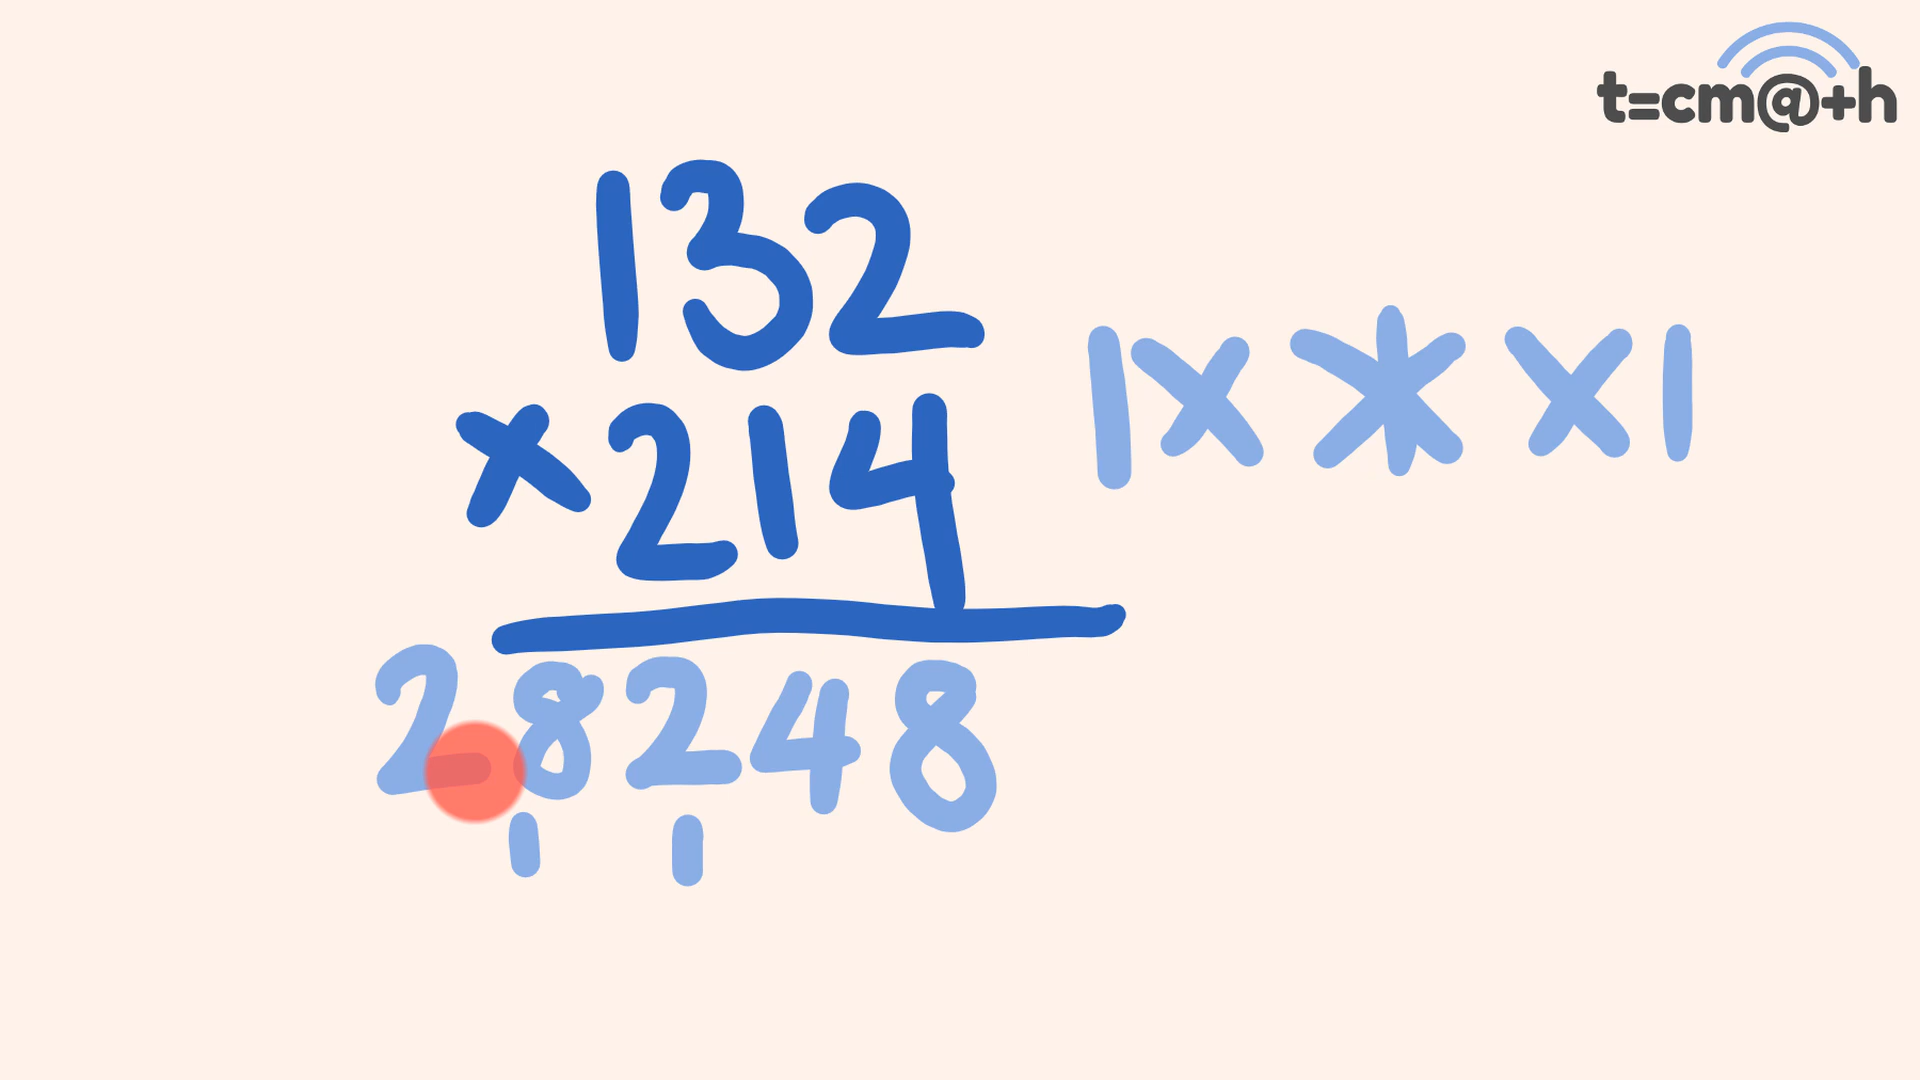 t=cm@+h
132
×214
1× * ×1
28248
1 1